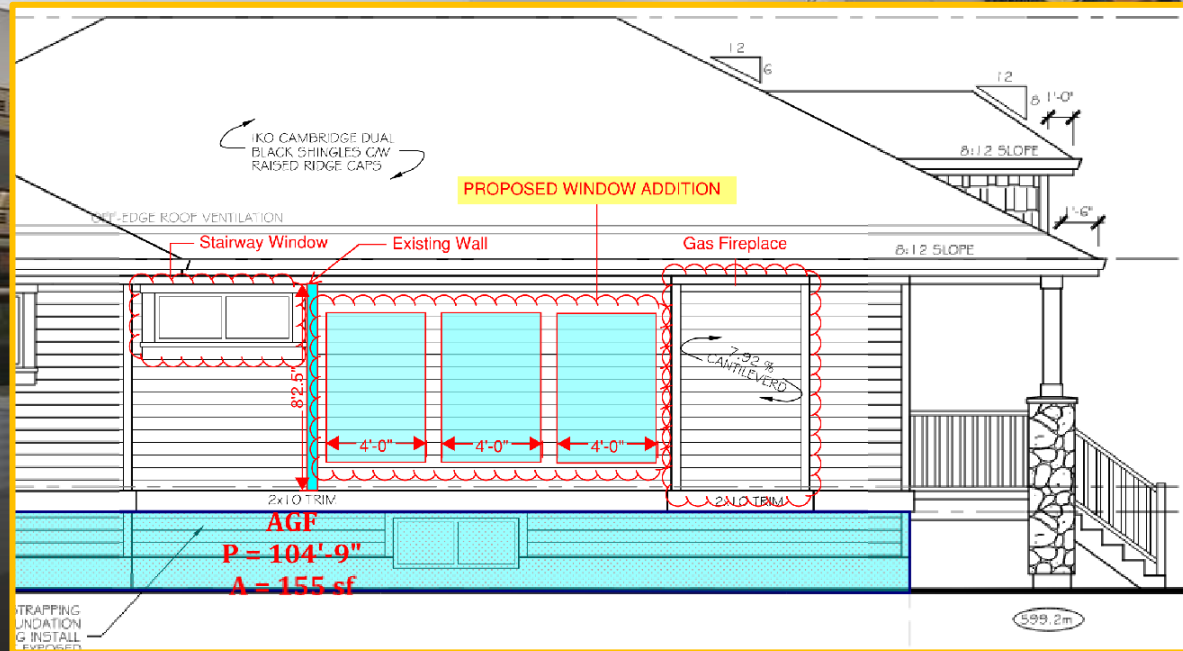 12
6
12
8
1'-0"
IKO CAMBRIDGE DUAL
BLACK SHINGLES C/W
RAISED RIDGE CAPS
8:12 SLOPE
PROPOSED WINDOW ADDITION
OFF-EDGE ROOF VENTILATION
1'-6"
Stairway Window
Existing Wall
Gas Fireplace
8:12 SLOPE
7.92 %
CANTILEVERD
8'2.5"
4'-0"
4'-0"
4'-0"
2x10 TRIM
2x10 TRIM
AGF
P = 104'-9"
A = 155 sf
STRAPPING
UNDATION
G INSTALL
EXPOSED
599.2m